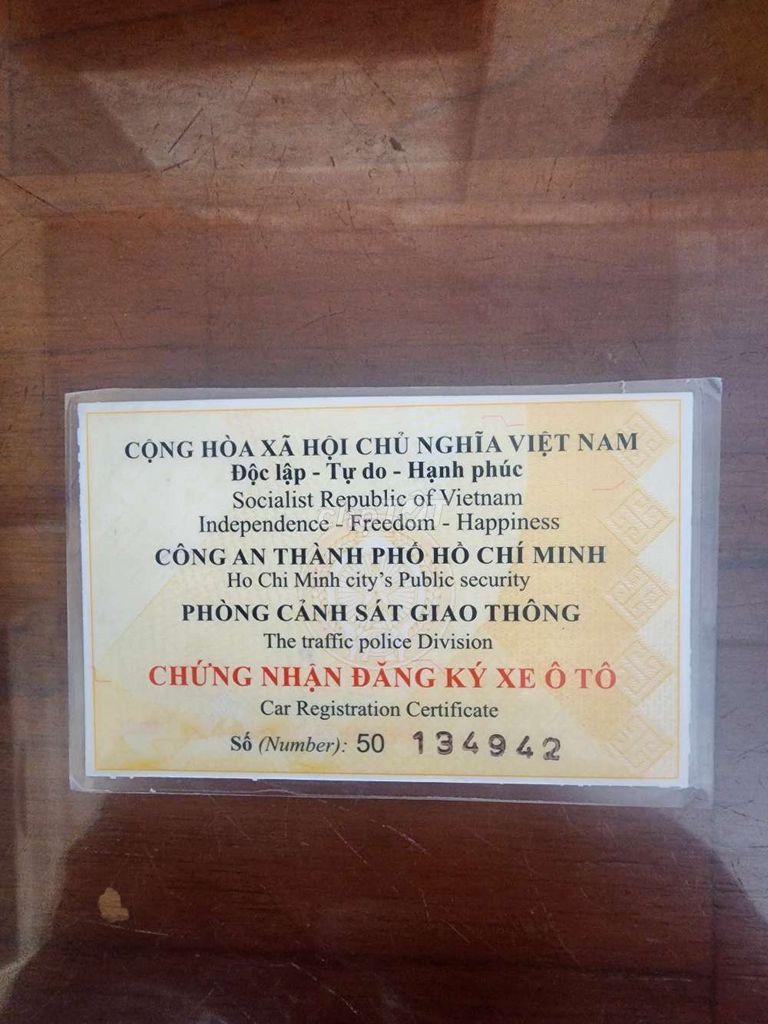 CỘNG HÒA XÃ HỘI CHỦ NGHĨA VIỆT NAM
Độc lập - Tự do - Hạnh phúc
Socialist Republic of Vietnam
Independence - Freedom - Happiness
CÔNG AN THÀNH PHỐ HỒ CHÍ MINH
Ho Chi Minh city's Public security
PHÒNG CẢNH SÁT GIAO THÔNG
The traffic police Division
CHỨNG NHẬN ĐĂNG KÝ XE Ô TÔ
Car Registration Certificate
Số (Number): 50 134942